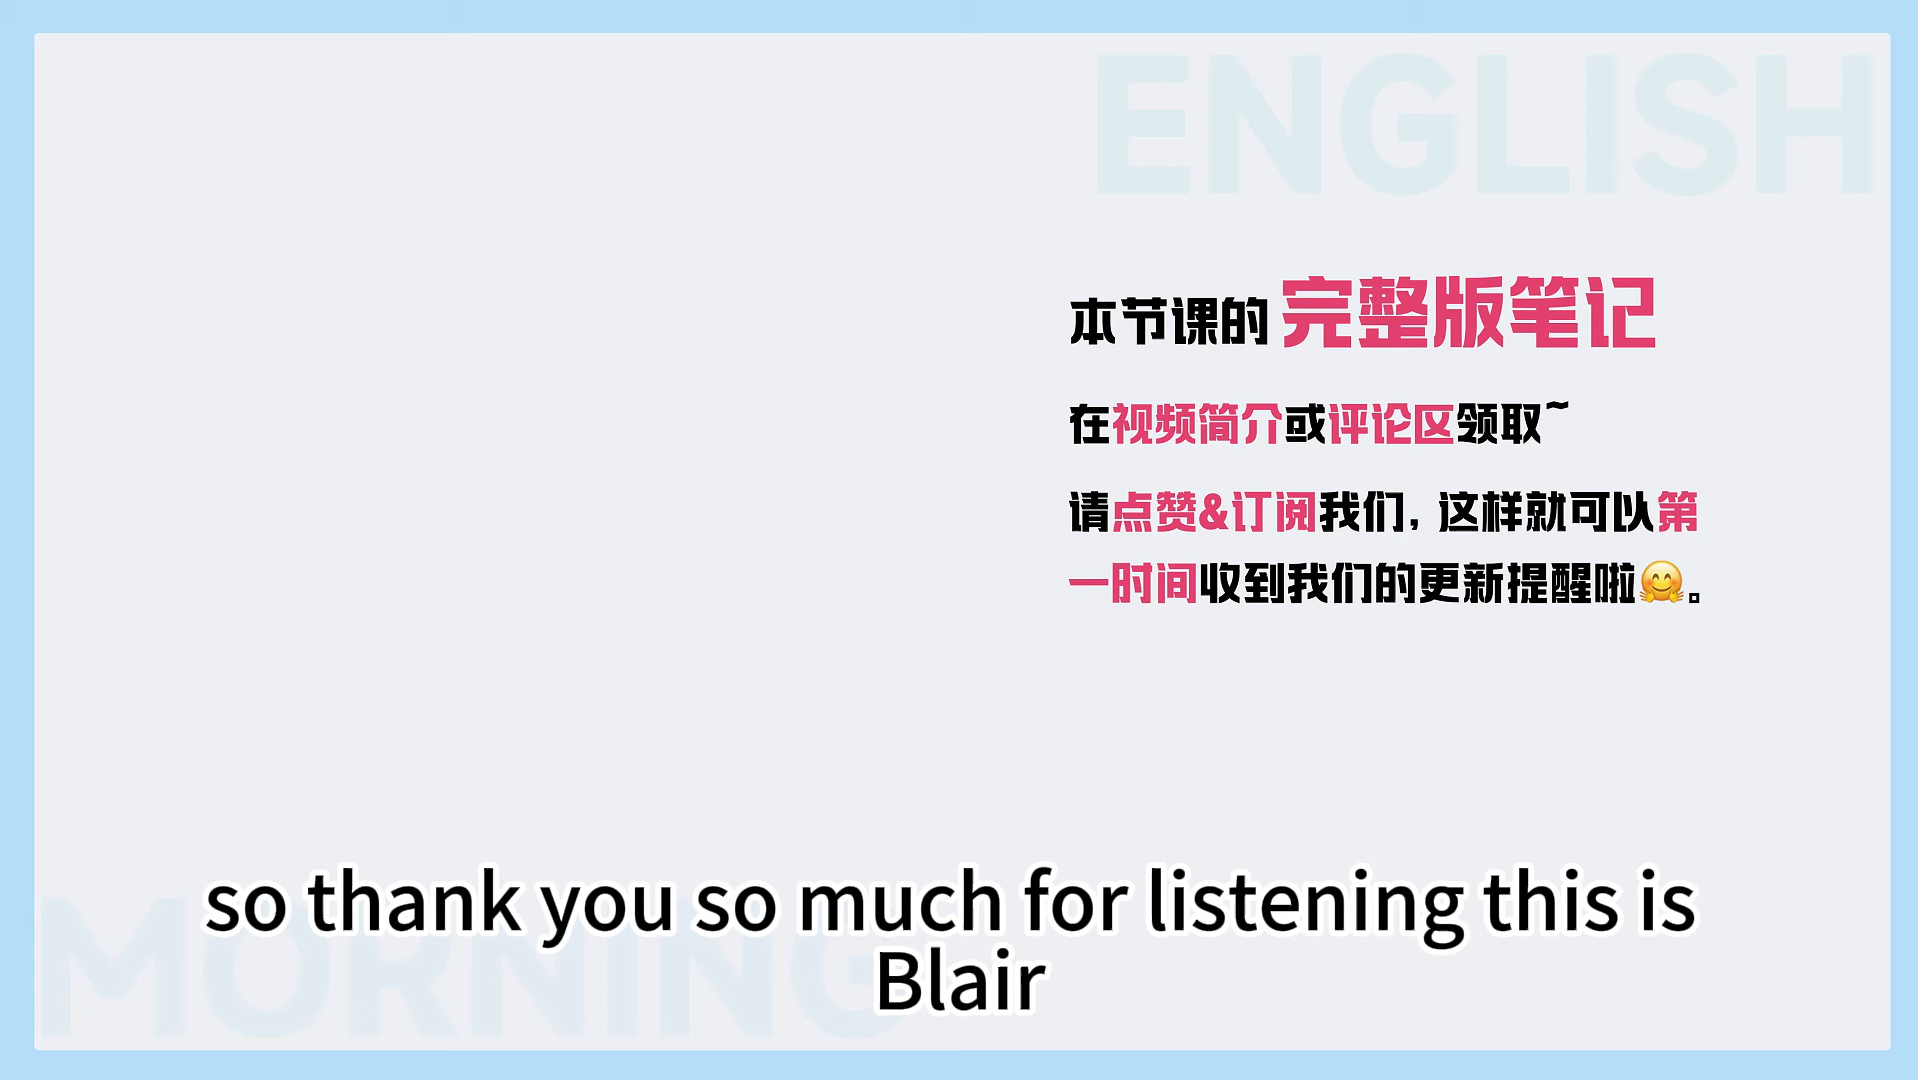 ENGLISH
本节课的 完整版笔记
在视频简介或评论区领取~
请点赞&订阅我们，这样就可以第
一时间收到我们的更新提醒啦🤗。
MORNING
so thank you so much for listening this is
Blair